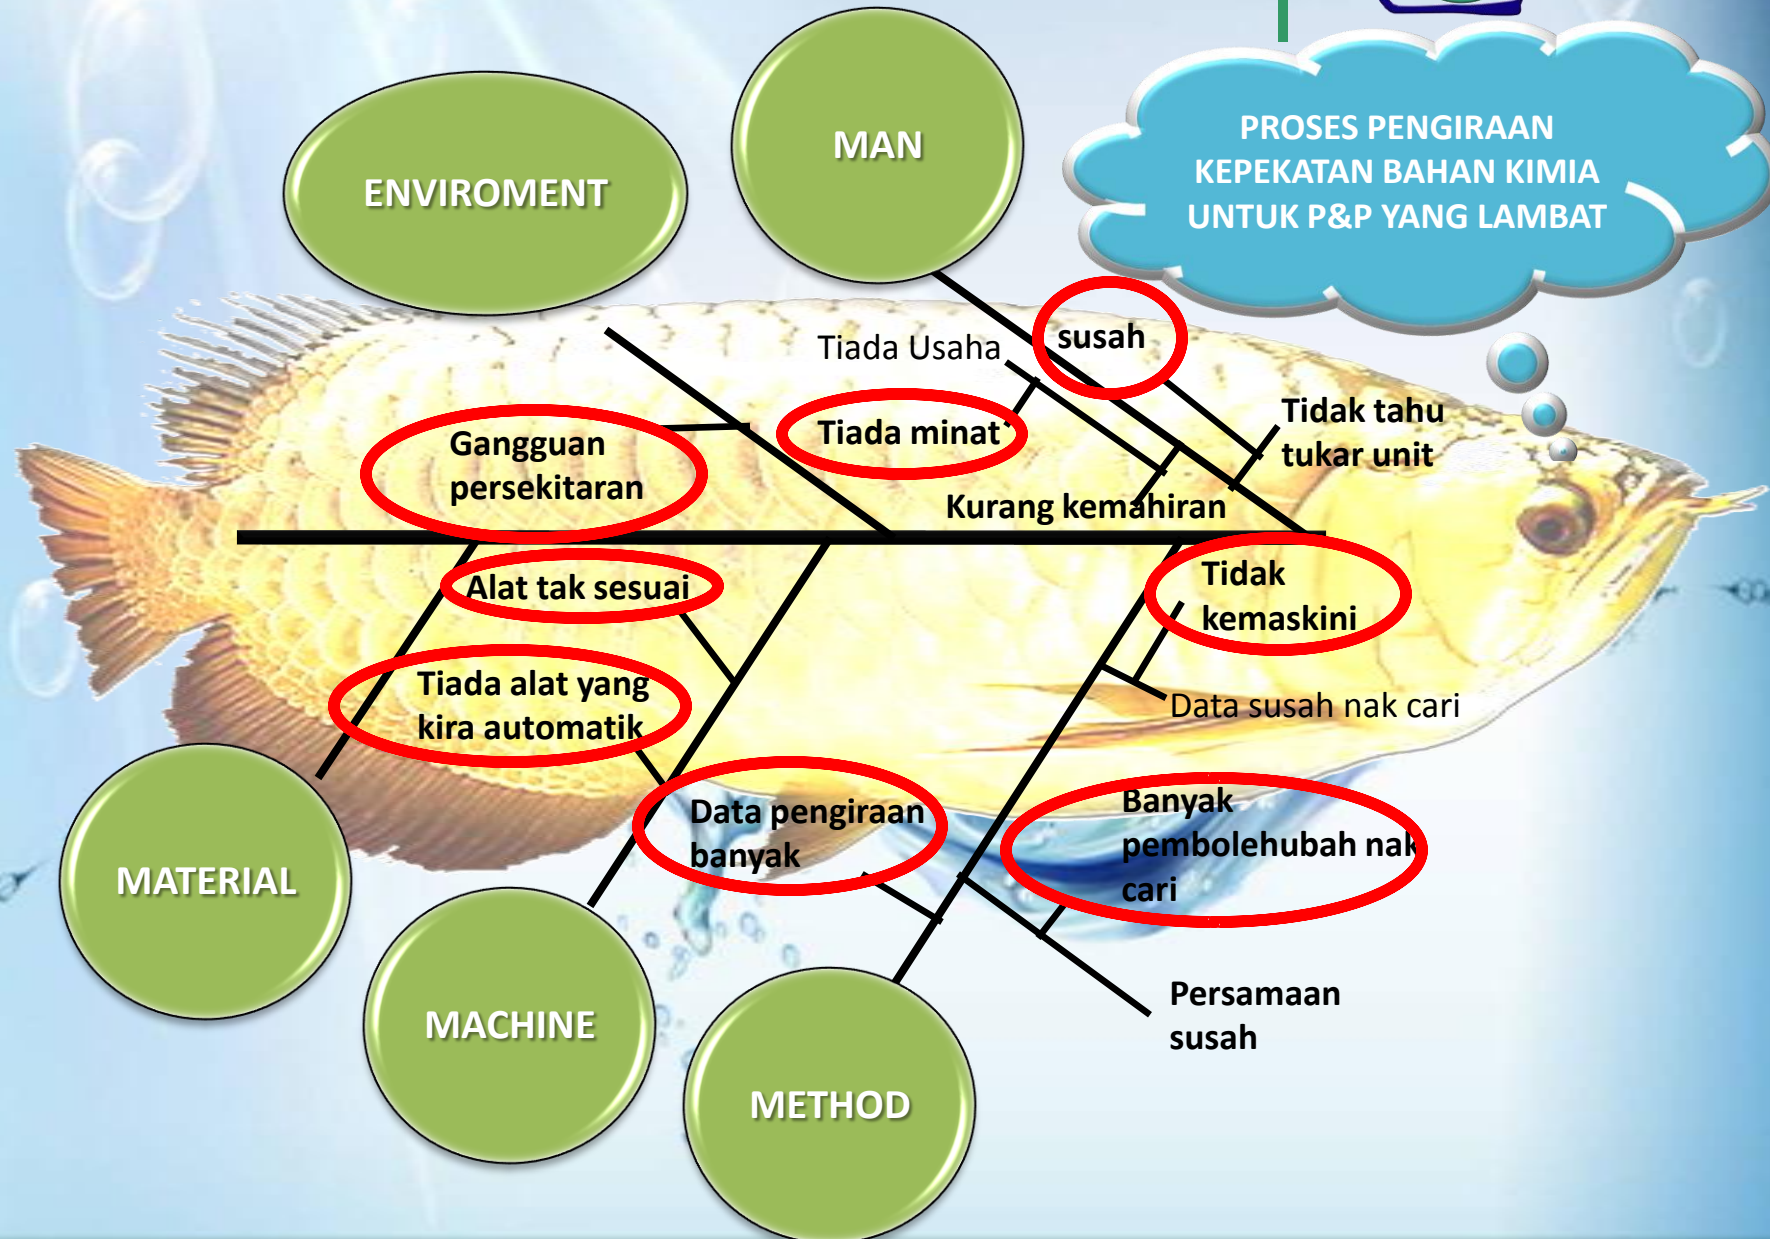 ENVIROMENT
MAN
PROSES PENGIRAAN
KEPEKATAN BAHAN KIMIA
UNTUK P&P YANG LAMBAT
susah
Tiada Usaha
Tidak tahu
tukar unit
Tiada minat
Gangguan
persekitaran
Kurang kemahiran
Alat tak sesuai
Tidak
kemaskini
Tiada alat yang
kira automatik
Data susah nak cari
Data pengiraan
banyak
Banyak
pembolehubah nak
cari
MATERIAL
MACHINE
Persamaan
susah
METHOD